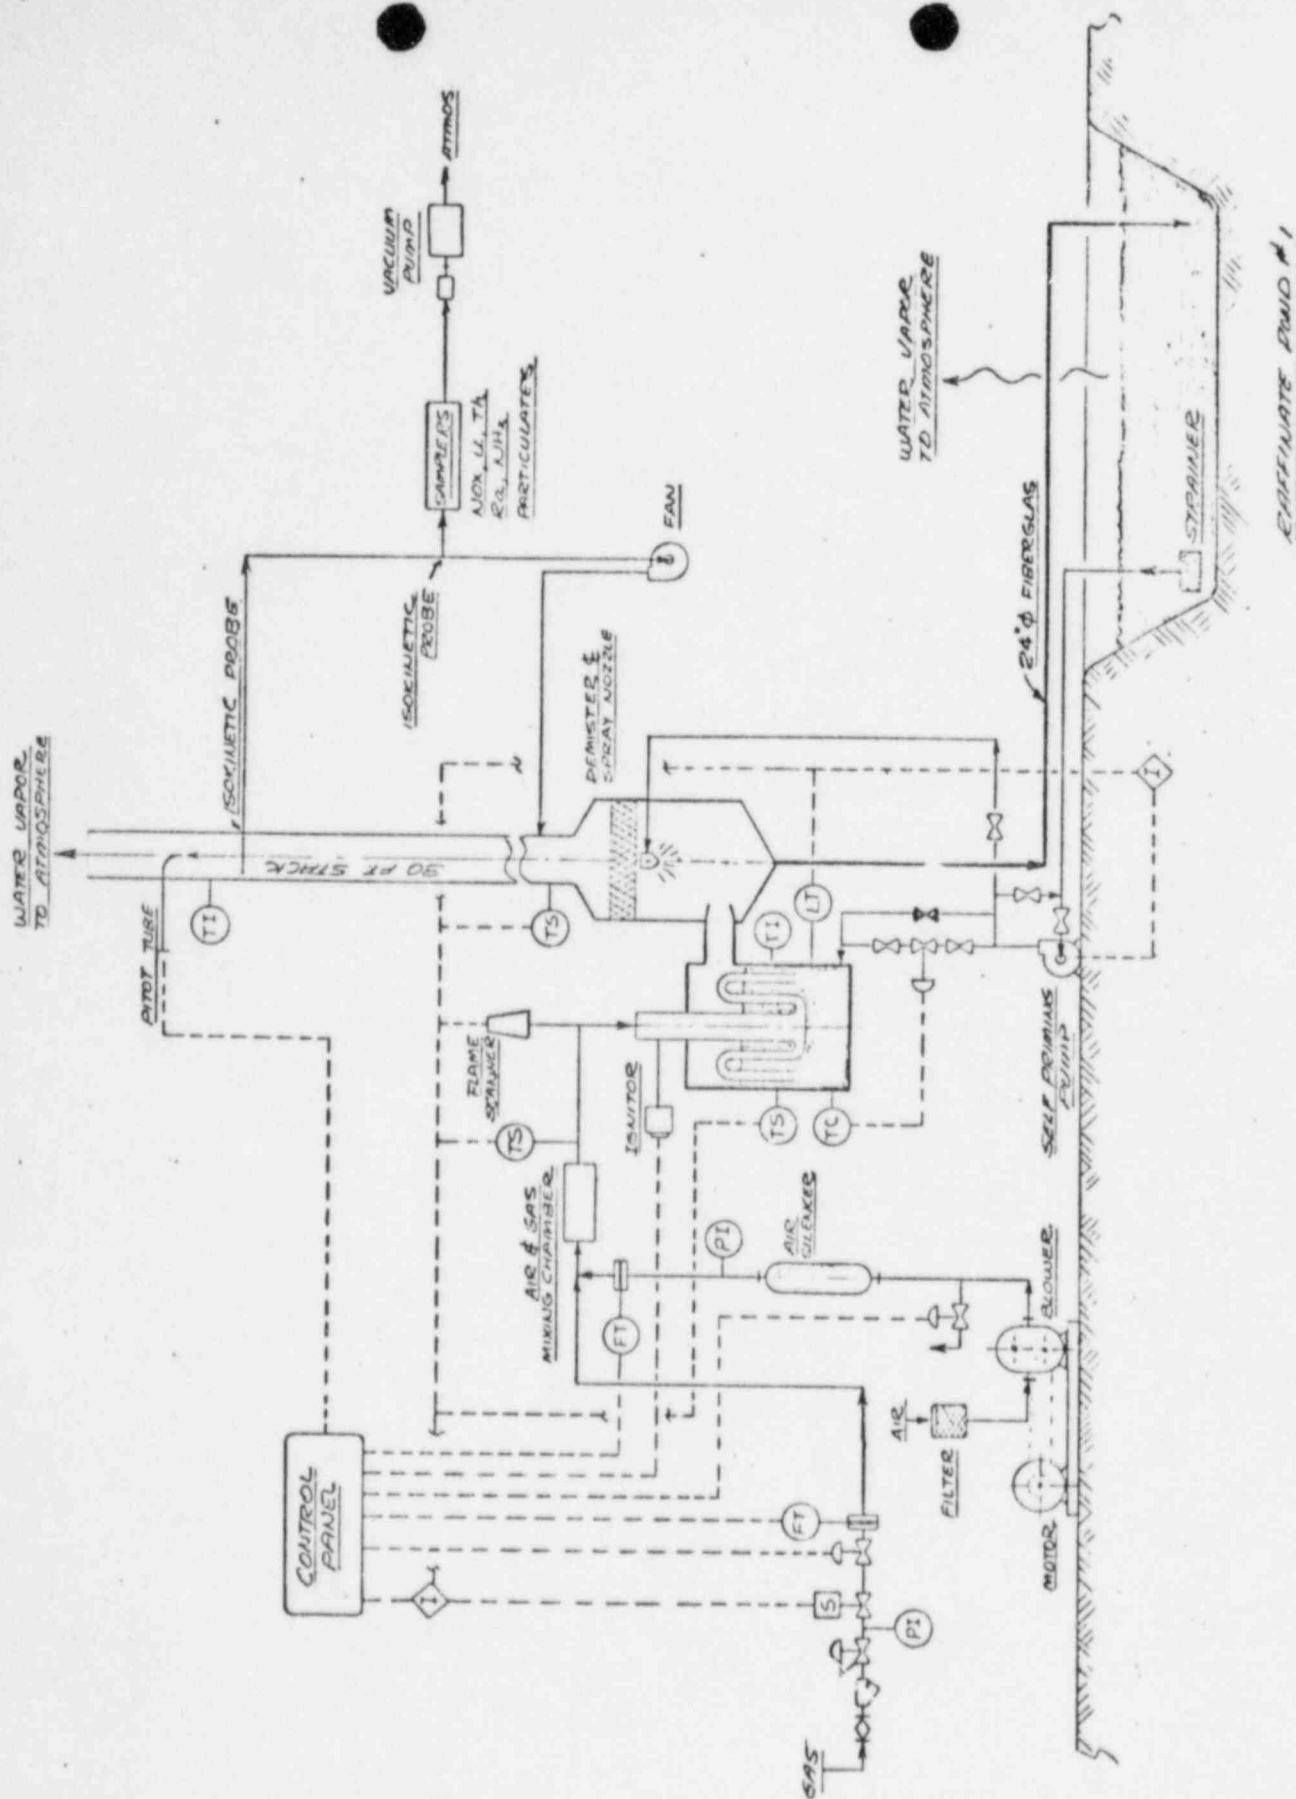 WATER VAPOR
TO ATMOSPHERE
PITOT TUBE
TI
30 FT STACK
ISOKINETIC PROBE
ISOKINETIC
PROBE
SAMPLERS
NOX, U, Th
Ra, NH3
PARTICULATES
VACUUM
PUMP
ATMOS
FAN
DEMISTER &
SPRAY NOZZLE
TS
FLAME
SCANNER
TS
IGNITOR
TI
LT
TS
TC
CONTROL
PANEL
I
AIR & GAS
MIXING CHAMBER
FT
PI
AIR
SILENCER
BLOWER
AIR
FILTER
MOTOR
FT
S
PI
GAS
SELF PRIMING
PUMP
I
24"φ FIBERGLAS
WATER VAPOR
TO ATMOSPHERE
STRAINER
RAFFINATE POND #1